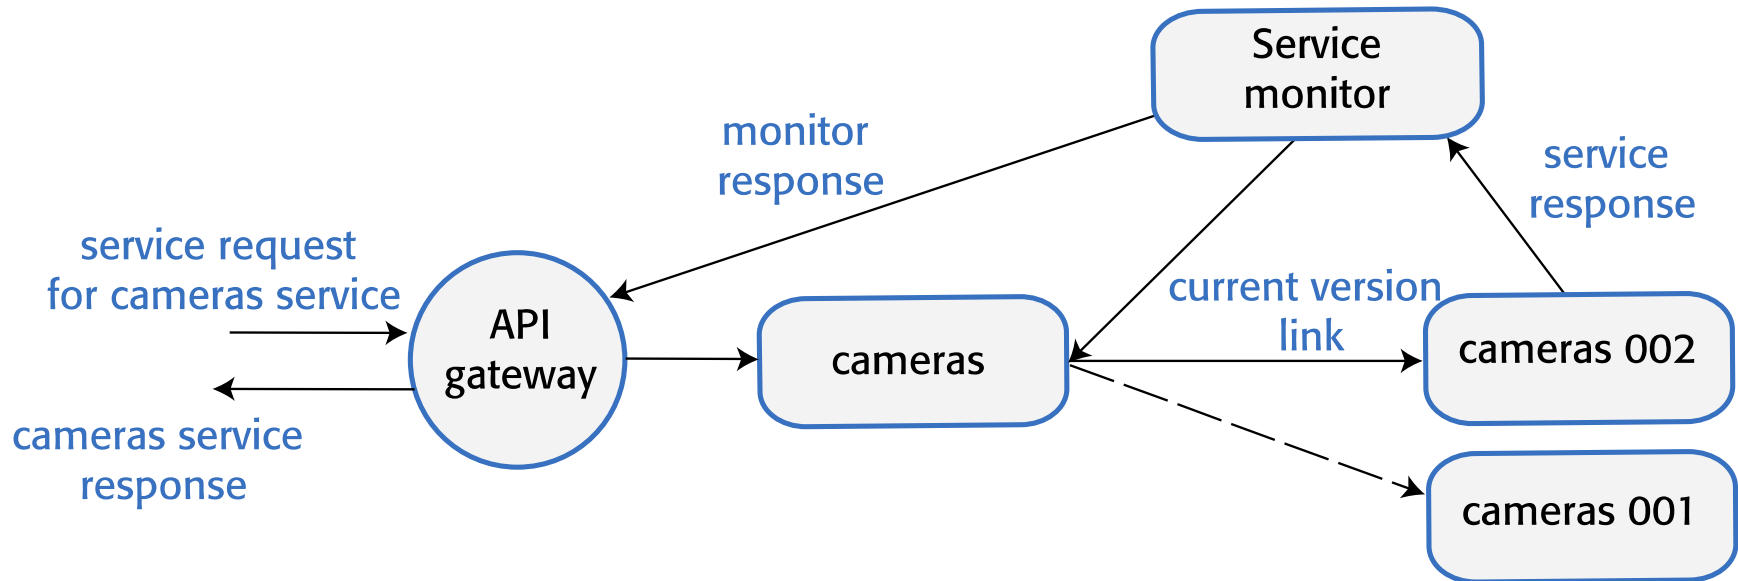 Service
monitor
monitor
response
service
response
service request
for cameras service
current version
link
API
gateway
cameras
cameras 002
cameras service
response
cameras 001